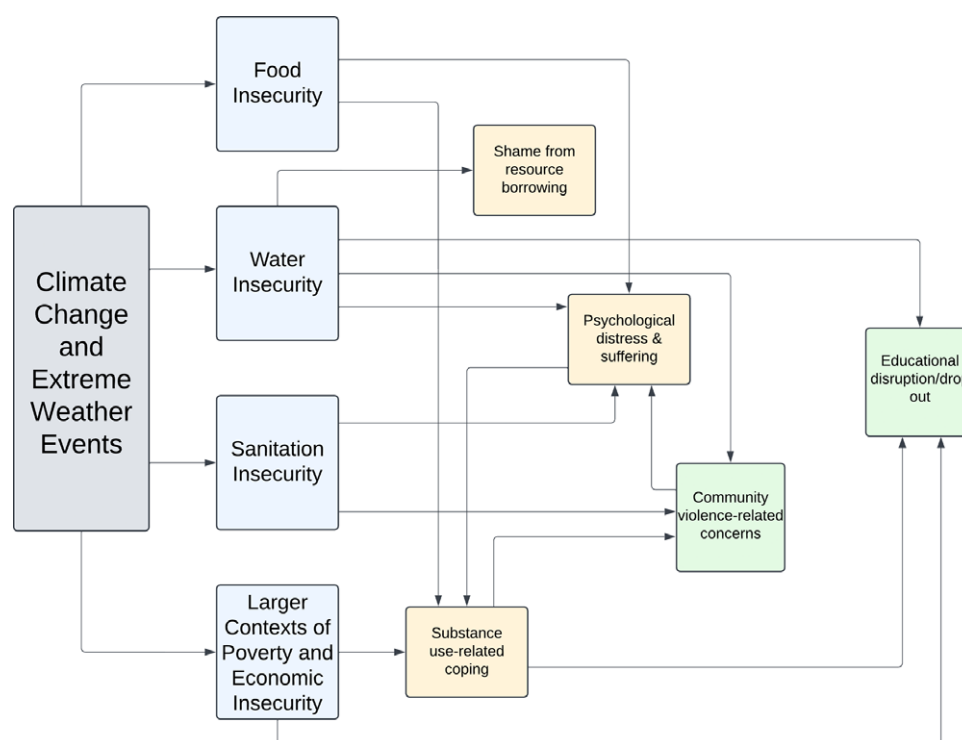 Food
Insecurity
Shame from
resource
borrowing
Climate
Change
and
Extreme
Weather
Events
Water
Insecurity
Psychological
distress &
suffering
Educational
disruption/drop
out
Sanitation
Insecurity
Community
violence-related
concerns
Larger
Contexts of
Poverty and
Economic
Insecurity
Substance
use-related
coping